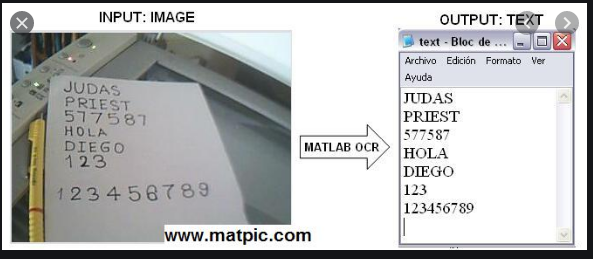 INPUT: IMAGE
JUDAS
PRIEST
577587
HOLA
DIEGO
123
123456789
www.matpic.com
MATLAB OCR
OUTPUT: TEXT
text - Bloc de ...
Archivo Edición Formato Ver
Ayuda
JUDAS
PRIEST
577587
HOLA
DIEGO
123
123456789